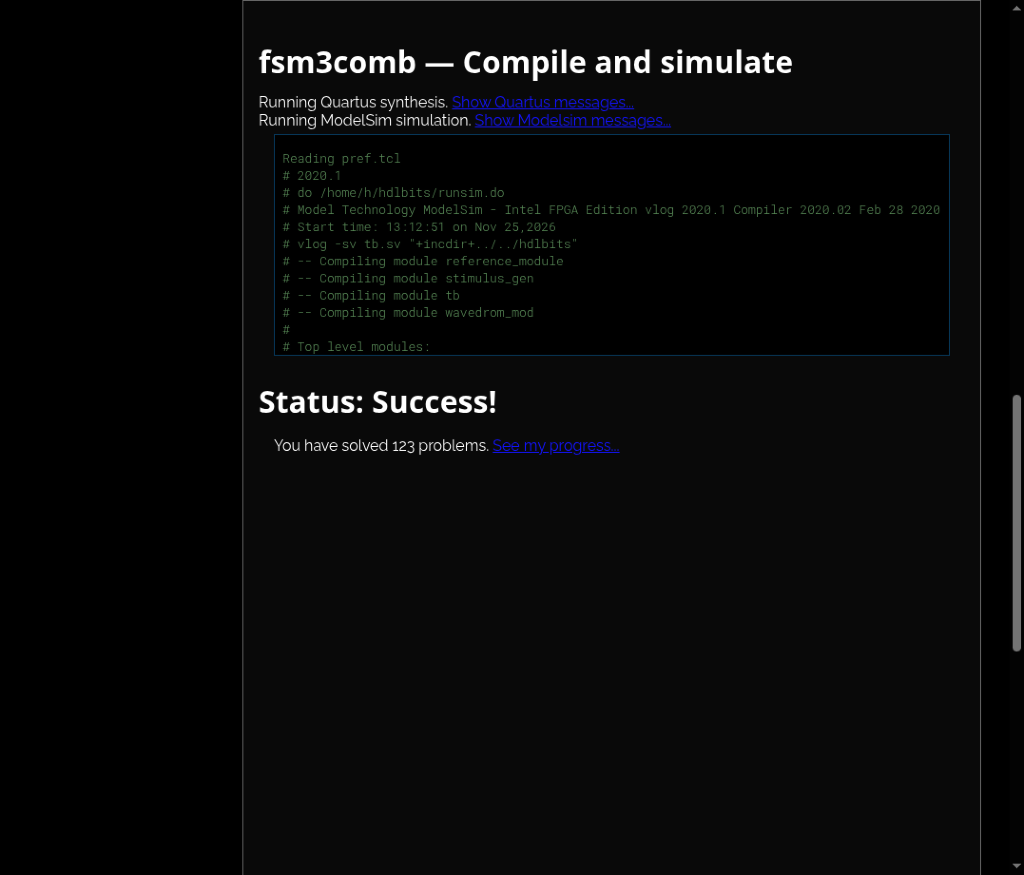 fsm3comb — Compile and simulate
Running Quartus synthesis. Show Quartus messages...
Running ModelSim simulation. Show Modelsim messages...
Reading pref.tcl
# 2020.1
# do /home/h/hdlbits/runsim.do
# Model Technology ModelSim - Intel FPGA Edition vlog 2020.1 Compiler 2020.02 Feb 28 2020
# Start time: 13:12:51 on Nov 25,2026
# vlog -sv tb.sv "+incdir+../../hdlbits"
# -- Compiling module reference_module
# -- Compiling module stimulus_gen
# -- Compiling module tb
# -- Compiling module wavedrom_mod
#
# Top level modules:
Status: Success!
You have solved 123 problems. See my progress...